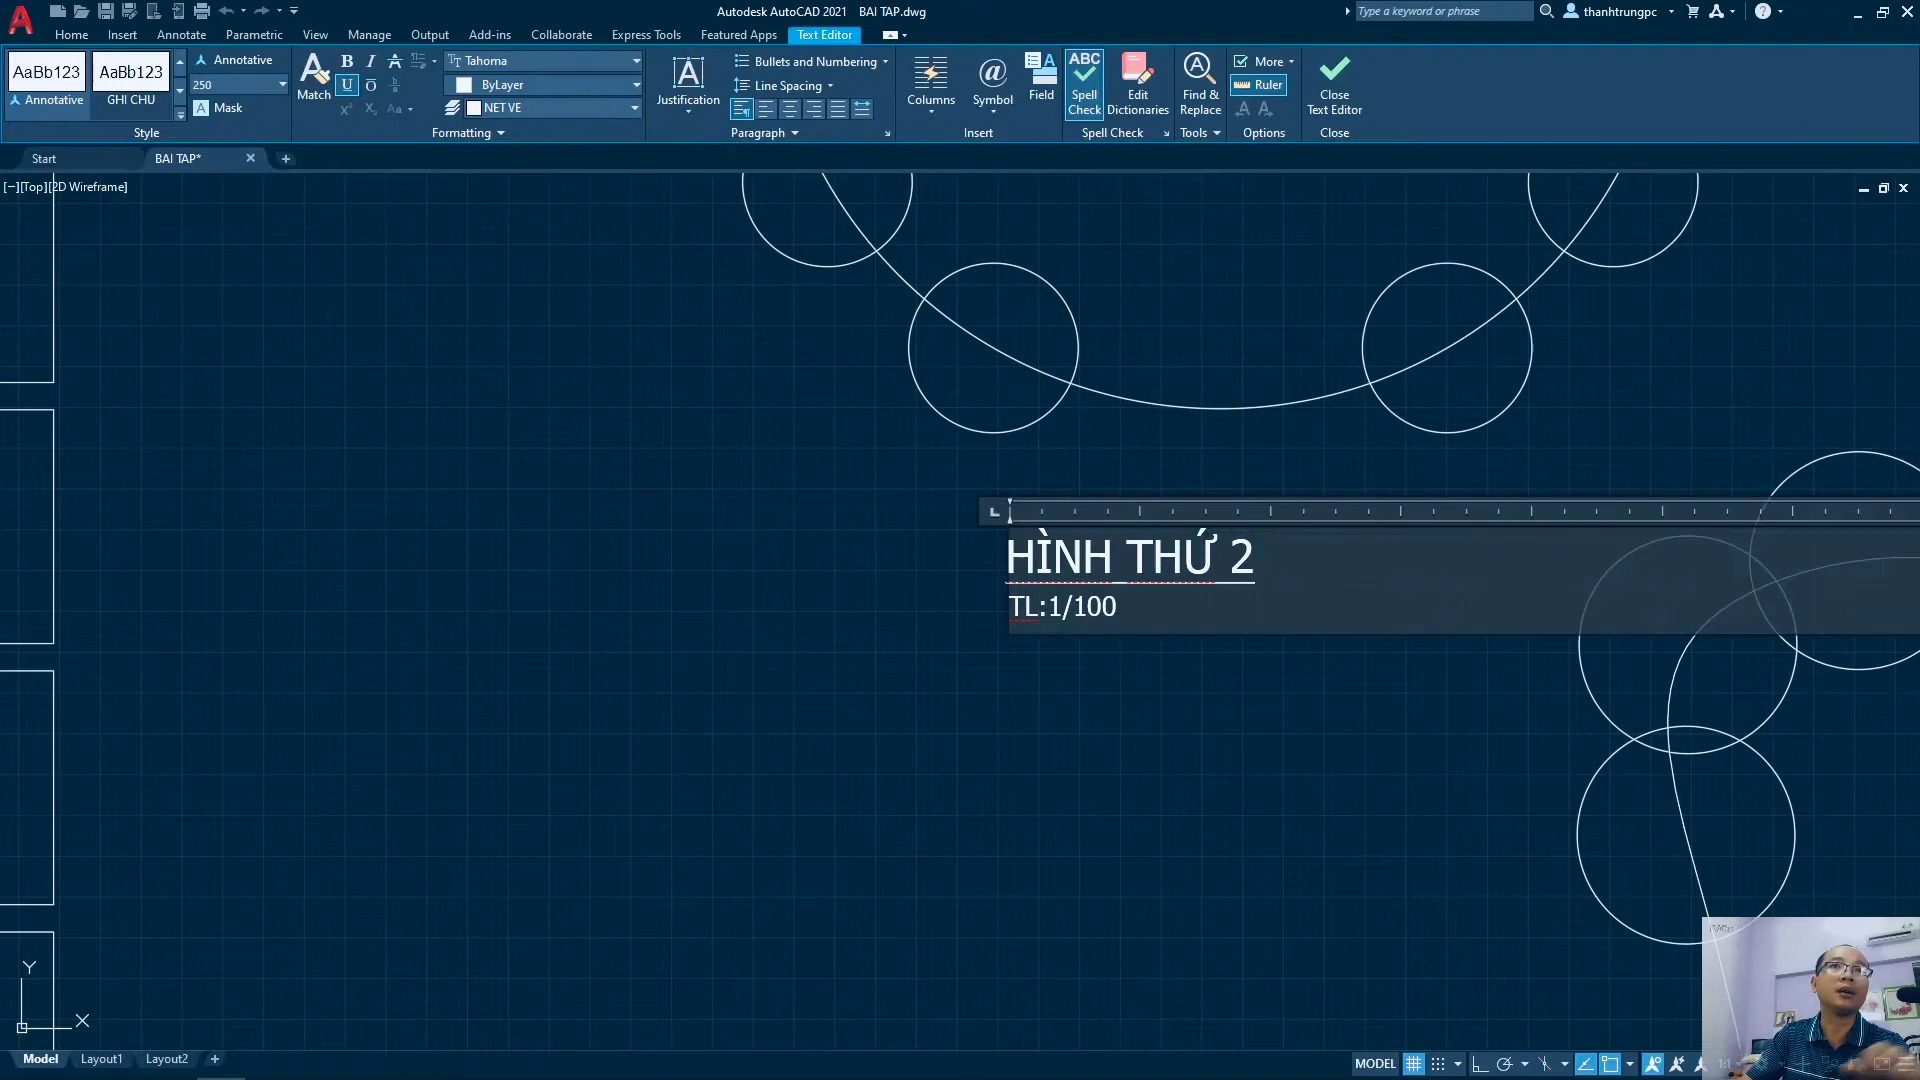 Autodesk AutoCAD 2021 BAI TAP.dwg
Type a keyword or phrase
thanhtrungpc
Home Insert Annotate Parametric View Manage Output Add-ins Collaborate Express Tools Featured Apps Text Editor
AaBb123 AaBb123
Annotative GHI CHU
Annotative
250
Mask
Style
Match
B I A
U O
Tahoma
ByLayer
NET VE
Formatting
Justification
Bullets and Numbering
Line Spacing
Paragraph
Columns
Symbol
Field
Insert
ABC
Spell Check
Edit Dictionaries
Spell Check
Find & Replace
Tools
More
Ruler
Options
Close Text Editor
Close
Start BAI TAP*
[−][Top][2D Wireframe]
HÌNH THỨ 2
TL:1/100
Y
X
Model Layout1 Layout2
MODEL
1:1